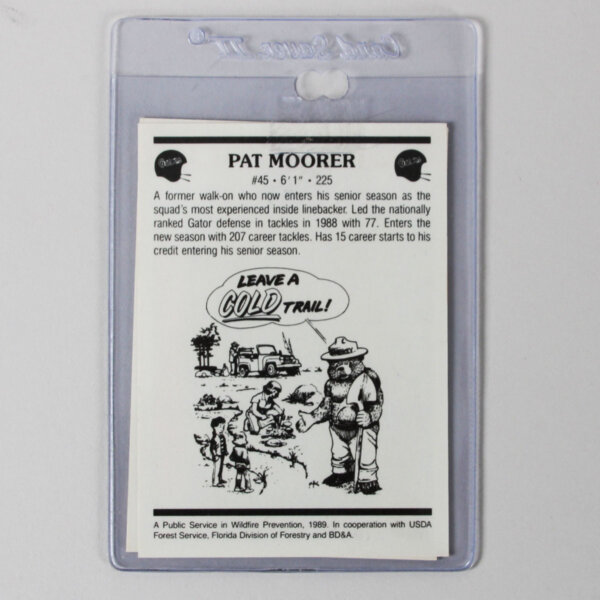 PAT MOORER
#45 • 6'1" • 225
A former walk-on who now enters his senior season as the
squad's most experienced inside linebacker. Led the nationally
ranked Gator defense in tackles in 1988 with 77. Enters the
new season with 207 career tackles. Has 15 career starts to his
credit entering his senior season.
LEAVE A
COLD TRAIL!
A Public Service in Wildfire Prevention, 1989. In cooperation with USDA
Forest Service, Florida Division of Forestry and BD&A.